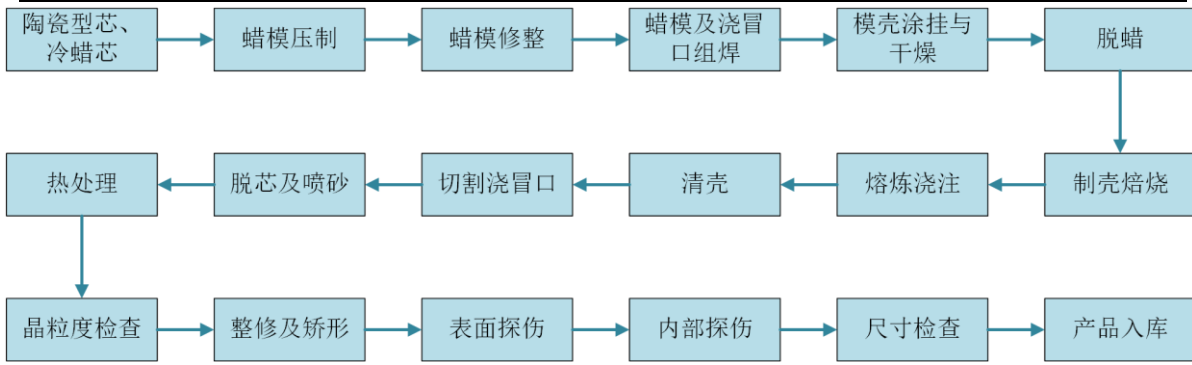 陶瓷型芯、
冷蜡芯
蜡模压制
蜡模修整
蜡模及浇冒
口组焊
模壳涂挂与
干燥
脱蜡
热处理
脱芯及喷砂
切割浇冒口
清壳
熔炼浇注
制壳焙烧
晶粒度检查
整修及矫形
表面探伤
内部探伤
尺寸检查
产品入库